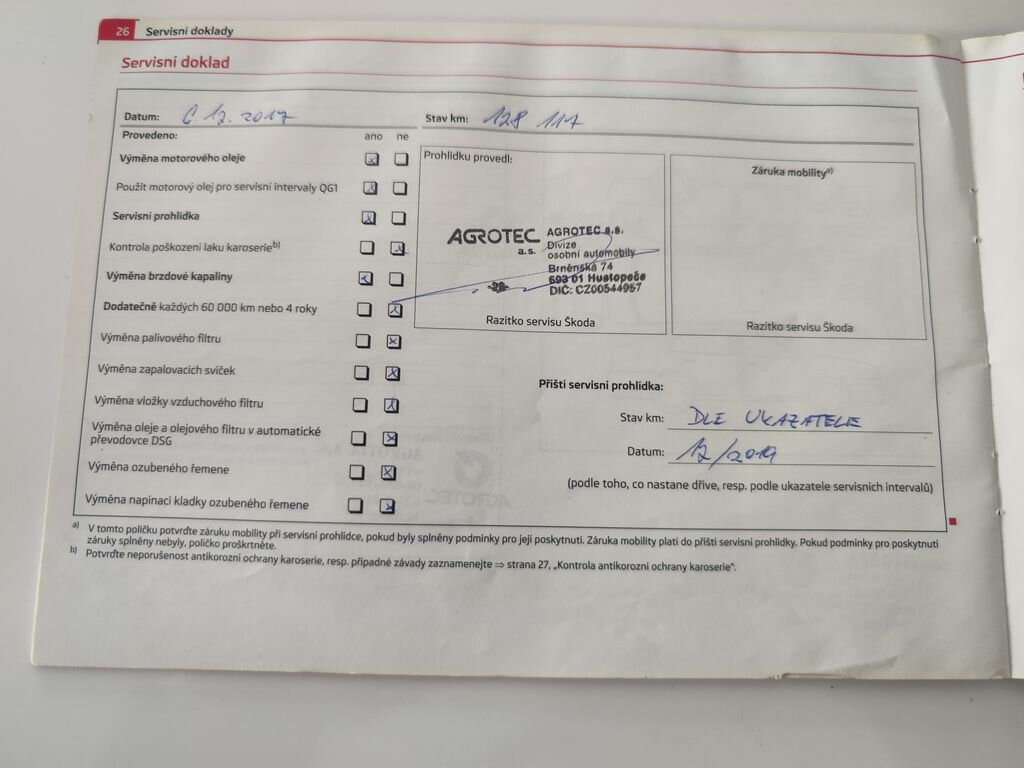 26 Servisní doklady
Servisní doklad
Datum: 6 12. 2017 Stav km: 128 117
Provedeno: ano ne
Výměna motorového oleje
Použit motorový olej pro servisní intervaly QG1
Servisní prohlídka
Kontrola poškození laku karoserie b)
Výměna brzdové kapaliny
Dodatečně každých 60 000 km nebo 4 roky
Výměna palivového filtru
Výměna zapalovacích svíček
Výměna vložky vzduchového filtru
Výměna oleje a olejového filtru v automatické
převodovce DSG
Výměna ozubeného řemene
Výměna napínací kladky ozubeného řemene
Prohlídku provedl:
AGROTEC
a.s.
AGROTEC a.s.
Divize
osobní automobily
Brněnská 74
693 01 Hustopeče
DIČ: CZ00544957
-28-
Razítko servisu Škoda
Záruka mobility a)
Razítko servisu Škoda
Příští servisní prohlídka:
Stav km: DLE UKAZATELE
Datum: 12/2019
(podle toho, co nastane dříve, resp. podle ukazatele servisních intervalů)
a) V tomto políčku potvrďte záruku mobility při servisní prohlídce, pokud byly splněny podmínky pro její poskytnutí. Záruka mobility platí do příští servisní prohlídky. Pokud podmínky pro poskytnutí
záruky splněny nebyly, políčko proškrtněte.
b) Potvrďte neporušenost antikorozní ochrany karoserie, resp. případné závady zaznamenejte ⇒ strana 27, „Kontrola antikorozní ochrany karoserie“.